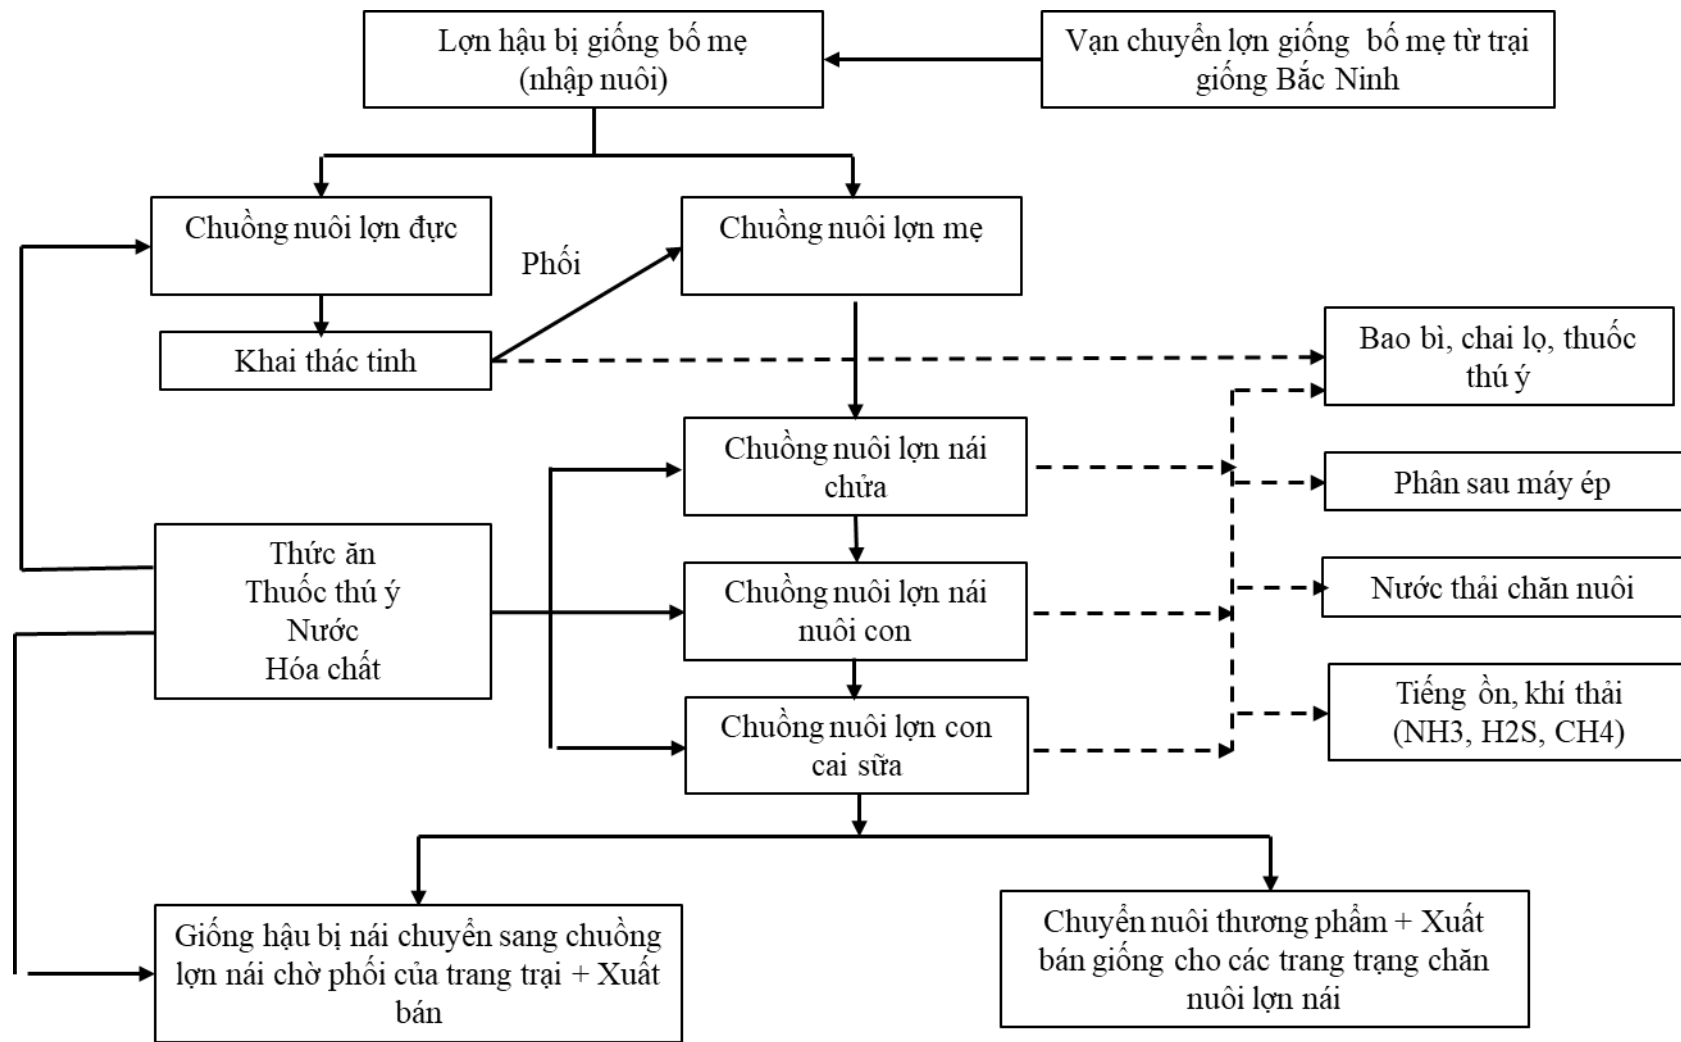 Lợn hậu bị giống bố mẹ
(nhập nuôi)
Vạn chuyển lợn giống bố mẹ từ trại
giống Bắc Ninh
Chuồng nuôi lợn đực
Chuồng nuôi lợn mẹ
Phối
Khai thác tinh
Bao bì, chai lọ, thuốc
thú ý
Chuồng nuôi lợn nái
chửa
Phân sau máy ép
Thức ăn
Thuốc thú ý
Nước
Hóa chất
Chuồng nuôi lợn nái
nuôi con
Nước thải chăn nuôi
Chuồng nuôi lợn con
cai sữa
Tiếng ồn, khí thải
(NH3, H2S, CH4)
Giống hậu bị nái chuyển sang chuồng
lợn nái chờ phối của trang trại + Xuất
bán
Chuyển nuôi thương phẩm + Xuất
bán giống cho các trang trạng chăn
nuôi lợn nái